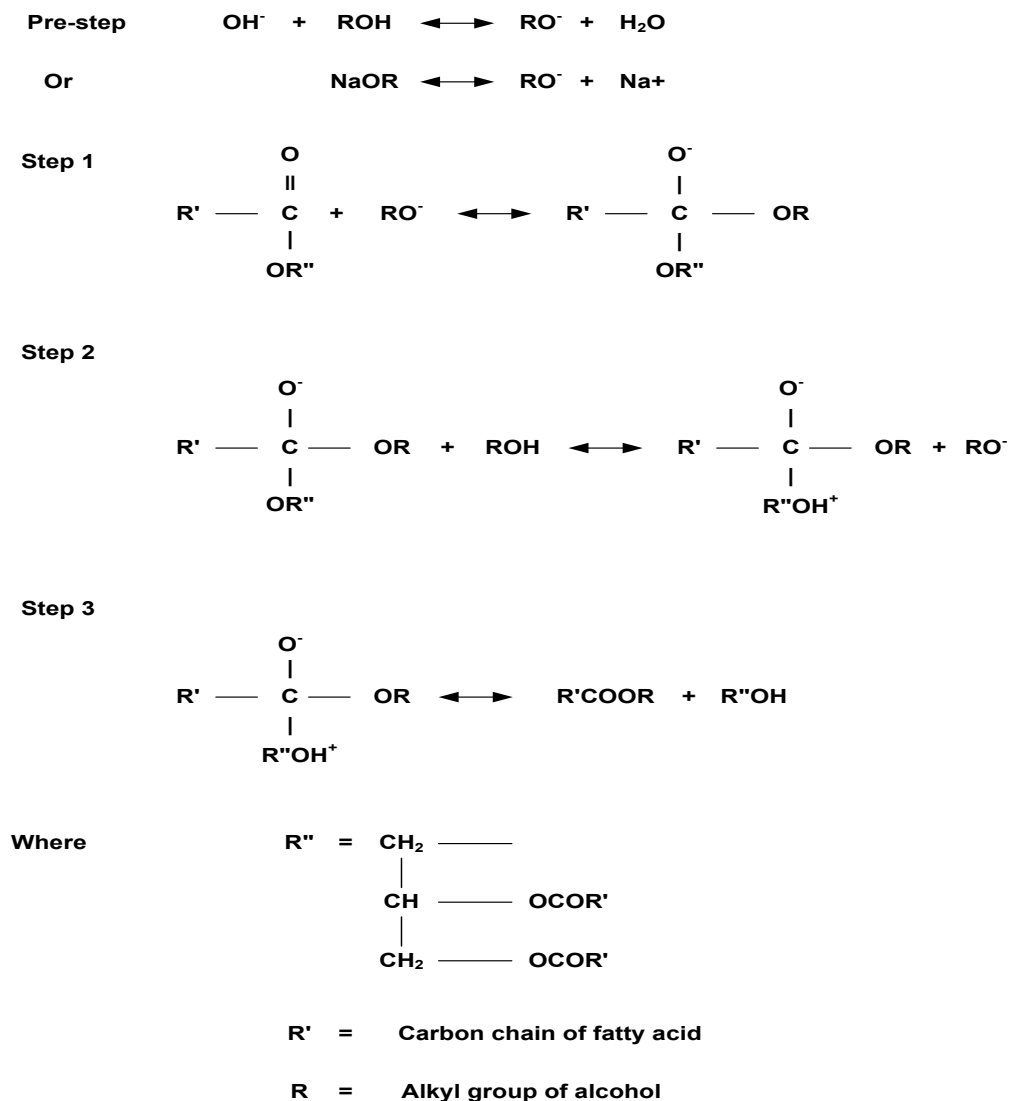 Pre-step OH⁻ + ROH RO⁻ + H₂O
Or NaOR RO⁻ + Na+
Step 1
O O⁻
R' C + RO⁻ R' C OR
OR" OR"
Step 2
O⁻ O⁻
R' C OR + ROH R' C OR + RO⁻
OR" R"OH⁺
Step 3
O⁻
R' C OR R'COOR + R"OH
R"OH⁺
Where R" = CH₂
CH OCOR'
CH₂ OCOR'
R' = Carbon chain of fatty acid
R = Alkyl group of alcohol